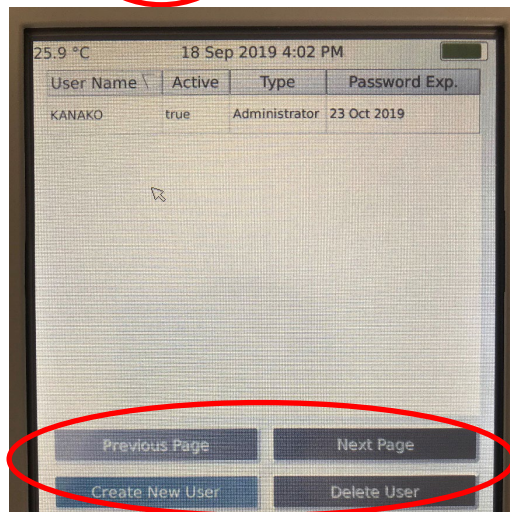 25.9 °C 18 Sep 2019 4:02 PM
User Name Active Type Password Exp.
KANAKO true Administrator 23 Oct 2019
Previous Page Next Page
Create New User Delete User